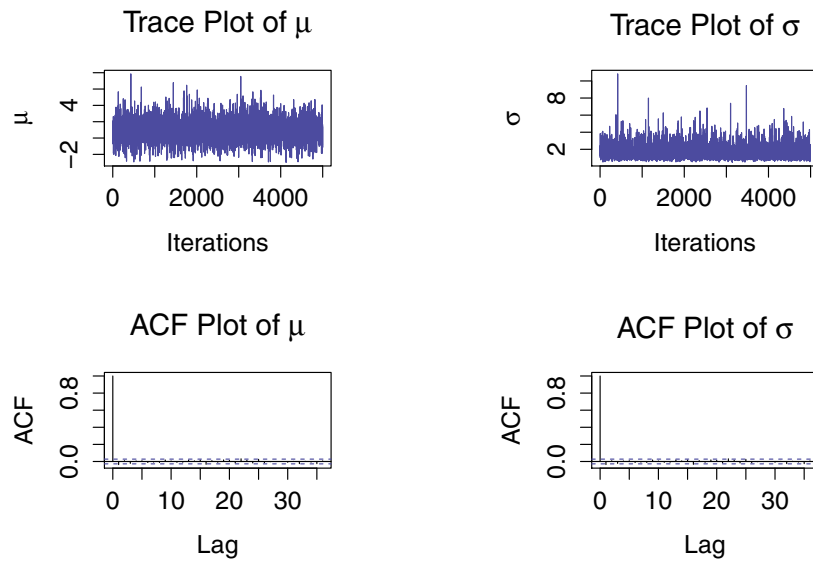 Trace Plot of μ
μ
4
−2
0 2000 4000
Iterations
Trace Plot of σ
σ
8
2
0 2000 4000
Iterations
ACF Plot of μ
ACF
0.8
0.0
0 10 20 30
Lag
ACF Plot of σ
ACF
0.8
0.0
0 10 20 30
Lag